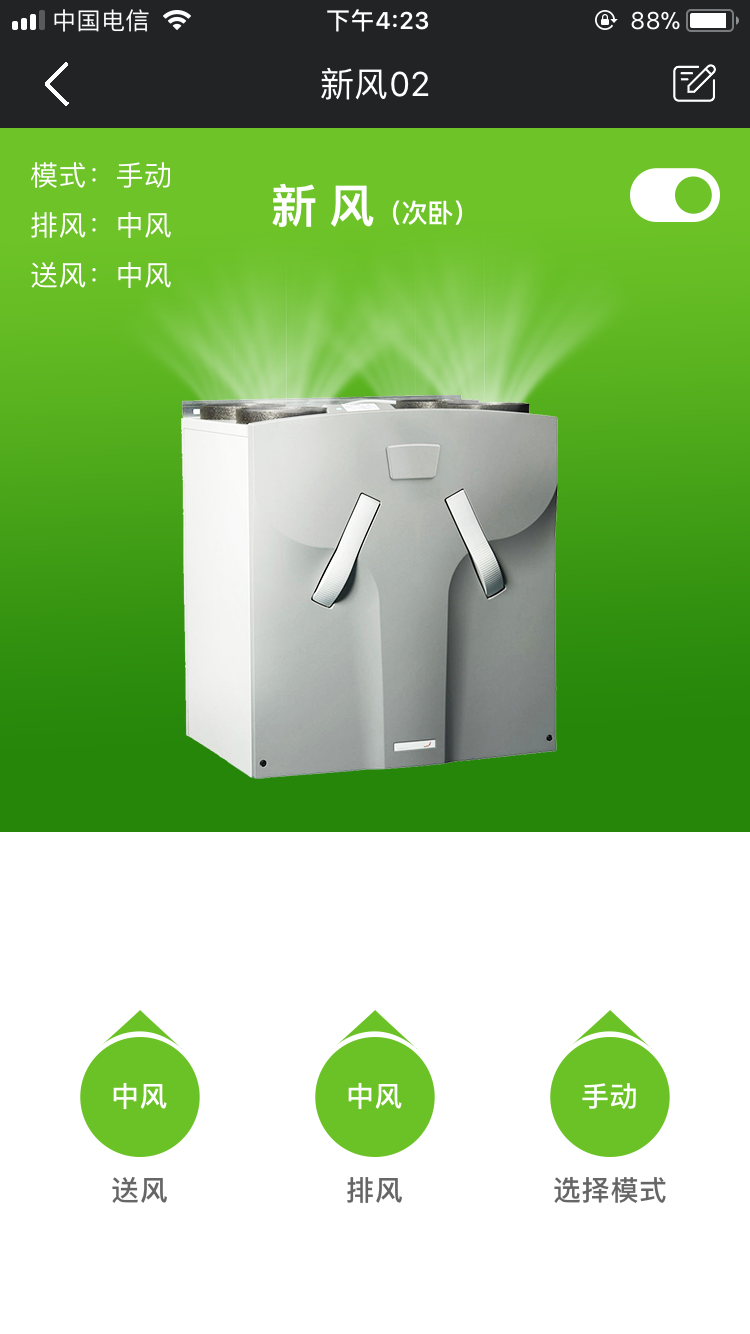 中国电信 下午4:23 88%
新风02
模式：手动
排风：中风
送风：中风
新 风（次卧）
中风 中风 手动
送风 排风 选择模式